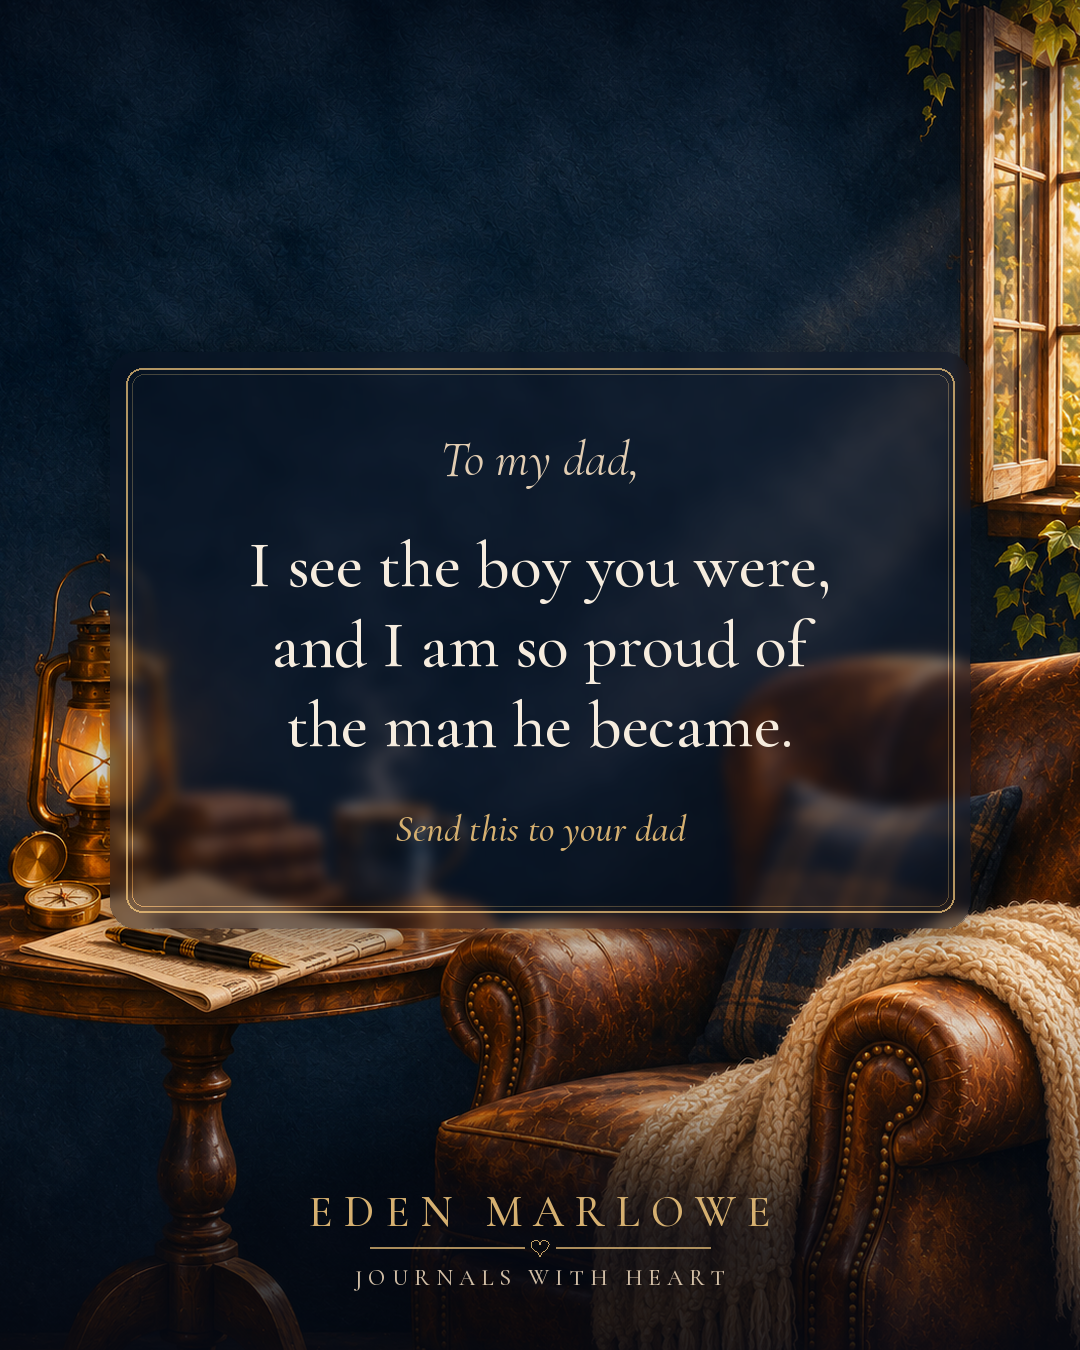 To my dad,
I see the boy you were,
and I am so proud of
the man he became.
Send this to your dad
EDEN MARLOWE
JOURNALS WITH HEART